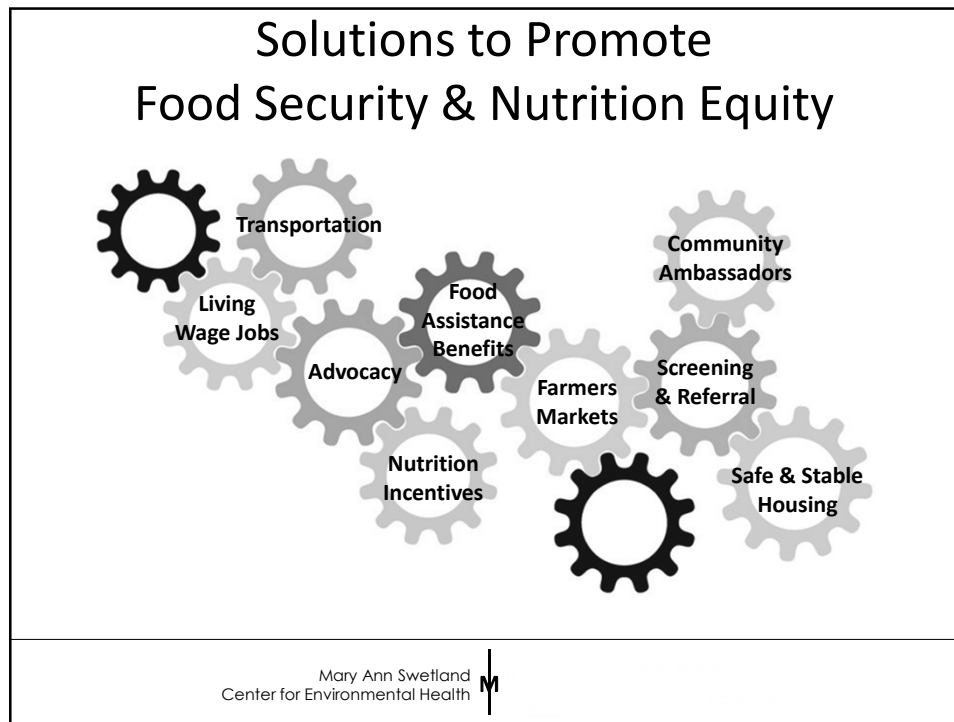 Solutions to Promote
Food Security & Nutrition Equity
Transportation
Living
Wage Jobs
Advocacy
Food
Assistance
Benefits
Nutrition
Incentives
Farmers
Markets
Community
Ambassadors
Screening
& Referral
Safe & Stable
Housing
Mary Ann Swetland
Center for Environmental Health
M